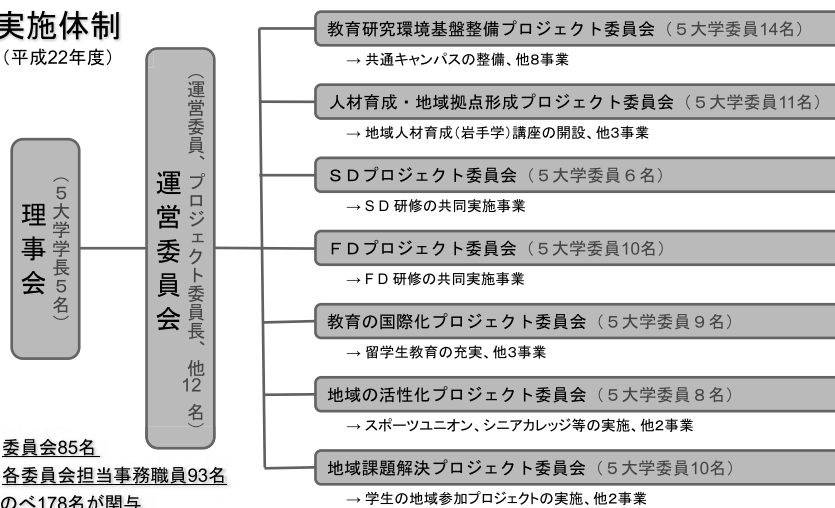 実施体制
（平成22年度）
理事会
（５大学学長５名）
運営委員会
（運営委員、プロジェクト委員長、他12名）
教育研究環境基盤整備プロジェクト委員会（５大学委員14名）
→ 共通キャンパスの整備、他８事業
人材育成・地域拠点形成プロジェクト委員会（５大学委員11名）
→ 地域人材育成（岩手学）講座の開設、他３事業
ＳＤプロジェクト委員会（５大学委員６名）
→ ＳＤ研修の共同実施事業
ＦＤプロジェクト委員会（５大学委員10名）
→ ＦＤ研修の共同実施事業
教育の国際化プロジェクト委員会（５大学委員９名）
→ 留学生教育の充実、他３事業
地域の活性化プロジェクト委員会（５大学委員８名）
→ スポーツユニオン、シニアカレッジ等の実施、他２事業
地域課題解決プロジェクト委員会（５大学委員10名）
→ 学生の地域参加プロジェクトの実施、他２事業
委員会85名
各委員会担当事務職員93名
のべ178名が関与